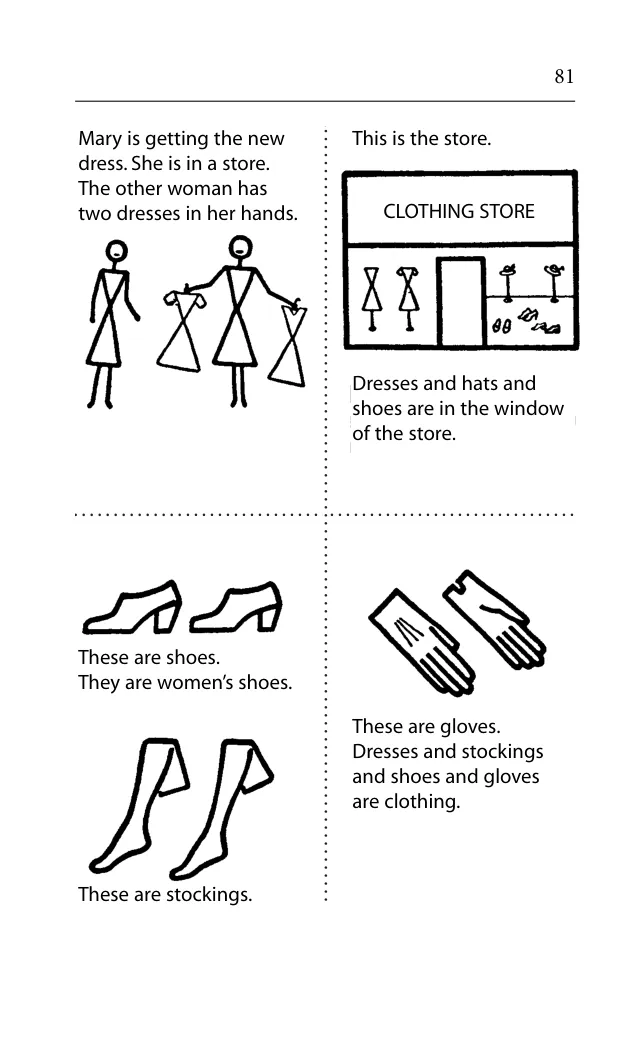 81
Mary is getting the new
dress. She is in a store.
The other woman has
two dresses in her hands.
This is the store.
CLOTHING STORE
Dresses and hats and
shoes are in the window
of the store.
These are shoes.
They are women's shoes.
These are stockings.
These are gloves.
Dresses and stockings
and shoes and gloves
are clothing.